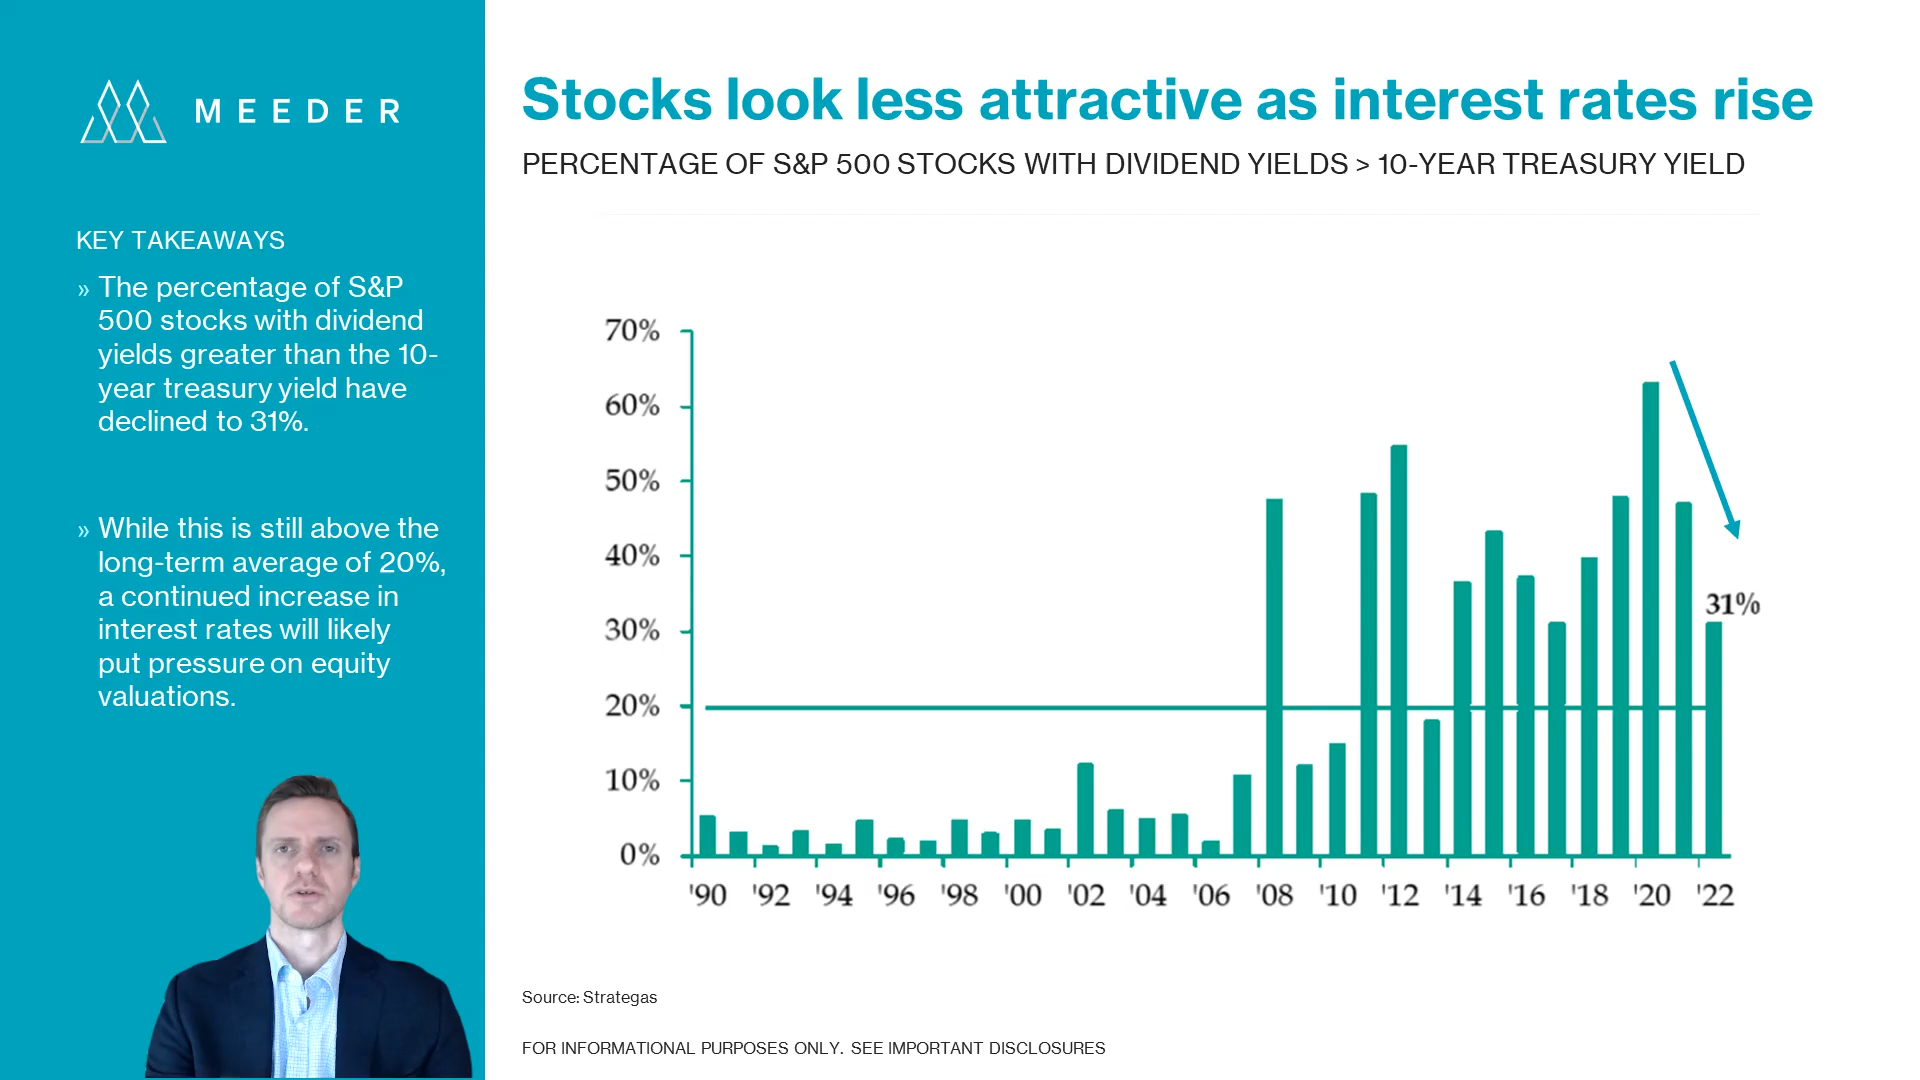 MEEDER
KEY TAKEAWAYS
» The percentage of S&P
500 stocks with dividend
yields greater than the 10-
year treasury yield have
declined to 31%.
» While this is still above the
long-term average of 20%,
a continued increase in
interest rates will likely
put pressure on equity
valuations.
Stocks look less attractive as interest rates rise
PERCENTAGE OF S&P 500 STOCKS WITH DIVIDEND YIELDS > 10-YEAR TREASURY YIELD
70%
60%
50%
40%
30%
20%
10%
0%
31%
'90 '92 '94 '96 '98 '00 '02 '04 '06 '08 '10 '12 '14 '16 '18 '20 '22
Source: Strategas
FOR INFORMATIONAL PURPOSES ONLY. SEE IMPORTANT DISCLOSURES